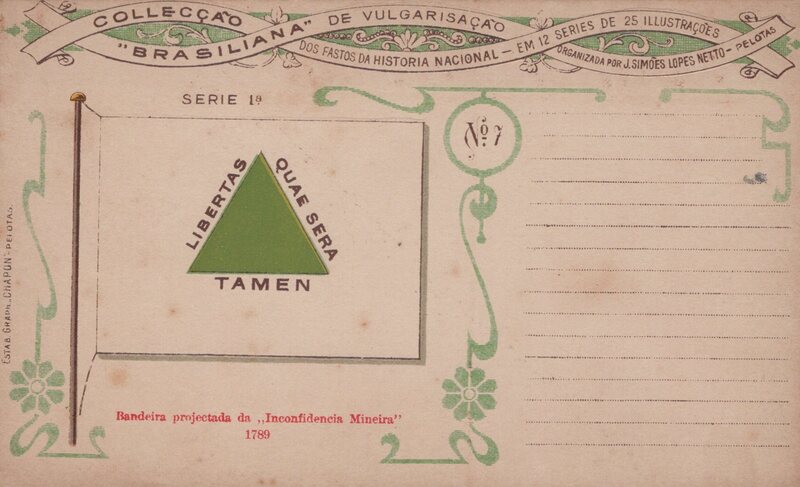 COLLECÇÃO "BRASILIANA" DE VULGARISAÇÃO
DOS FASTOS DA HISTORIA NACIONAL — EM 12 SERIES DE 25 ILLUSTRAÇÕES
ORGANIZADA POR J. SIMÕES LOPES NETTO - PELOTAS
SERIE 1ª
Nº 7
LIBERTAS
QUAE SERA
TAMEN
Bandeira projectada da „Inconfidencia Mineira"
1789
ESTAB. GRAPH. „CHAPON" - PELOTAS.